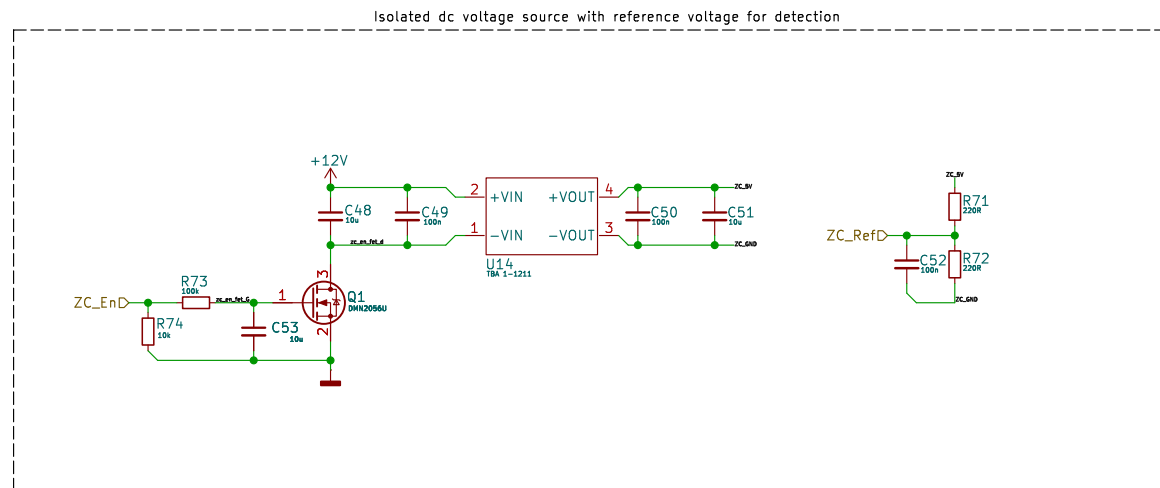 Isolated dc voltage source with reference voltage for detection
+12V
C48
10u
C49
100n
zc_en_fet_d
2
+VIN
1
-VIN
+VOUT
4
-VOUT
3
U14
TBA 1-1211
C50
100n
C51
10u
ZC_5V
ZC_GND
ZC_5V
R71
220R
ZC_Ref
C52
100n
R72
220R
ZC_GND
ZC_En
R73
100k
zc_en_fet_G
R74
10k
C53
10u
1
3
2
Q1
DMN2056U